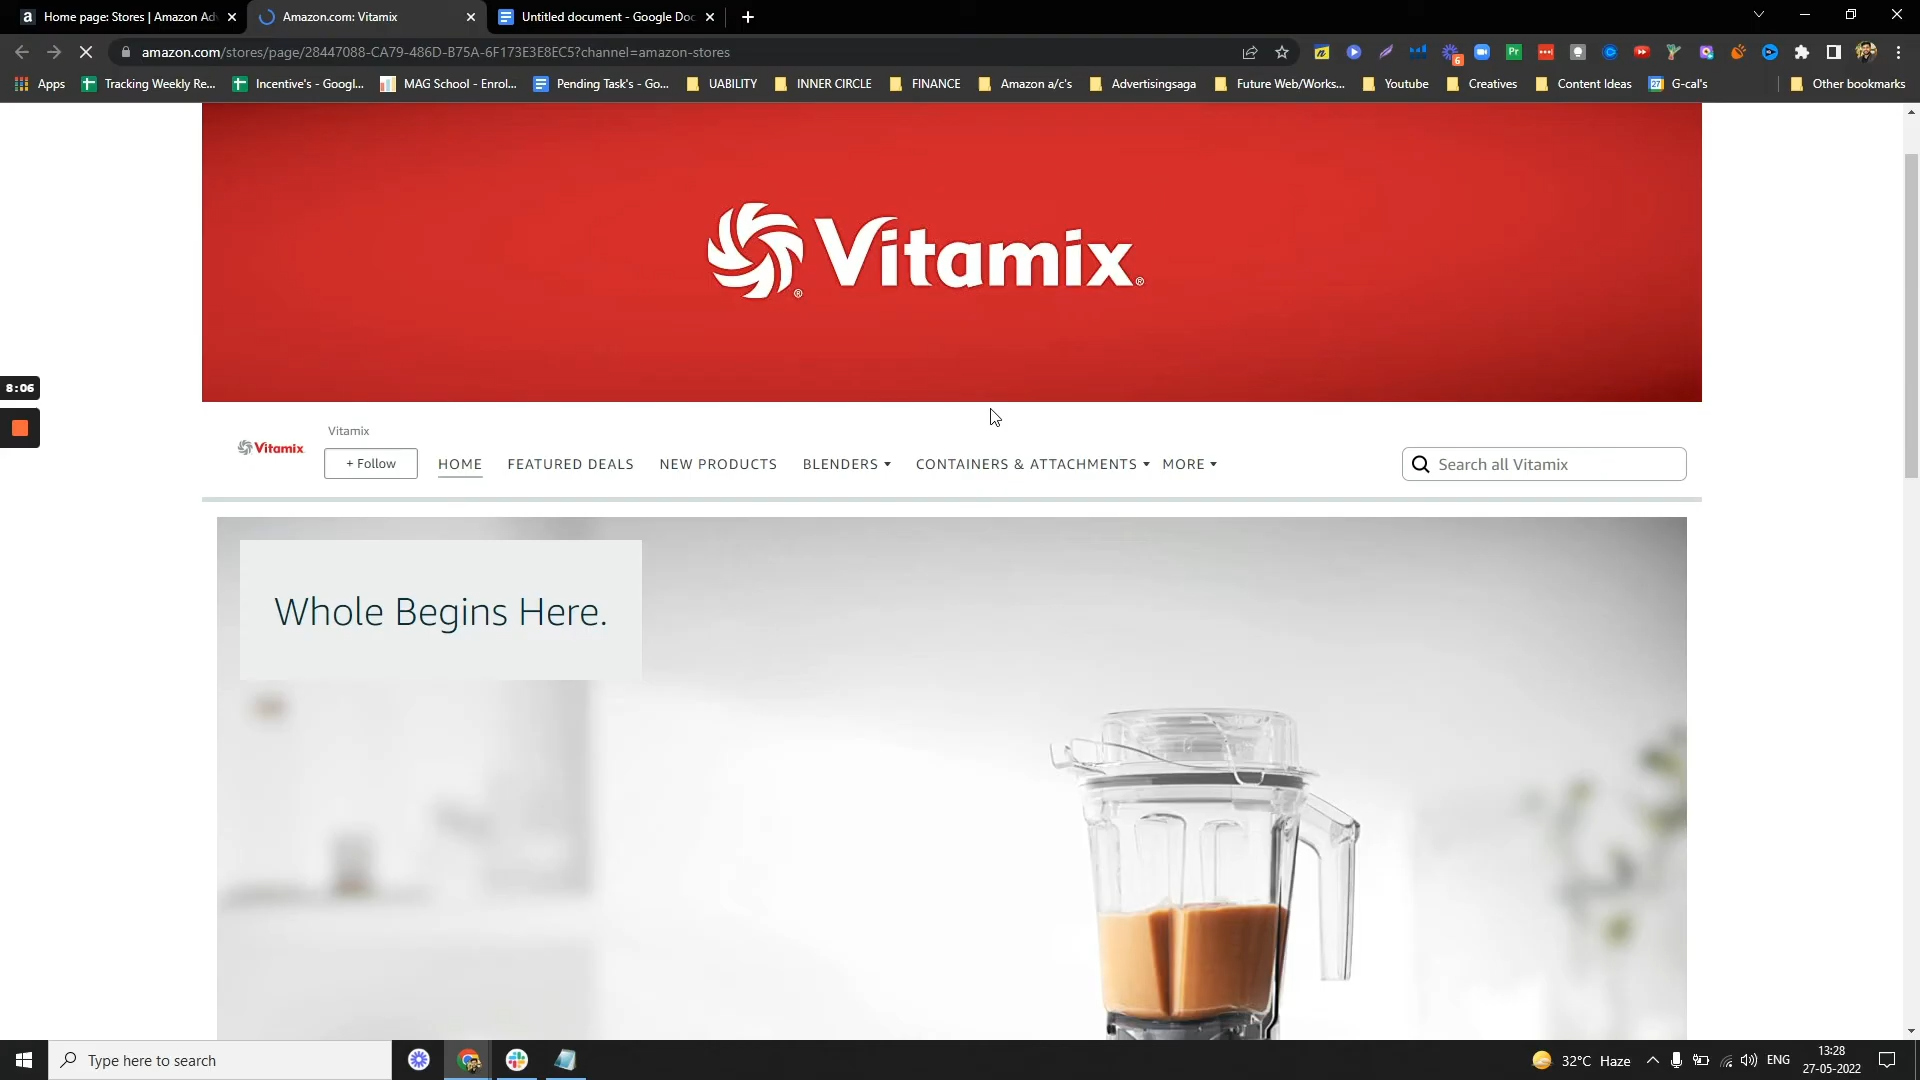 Home page: Stores | Amazon Ad
Amazon.com: Vitamix
Untitled document - Google Doc
amazon.com/stores/page/28447088-CA79-486D-B75A-6F173E3E8EC5?channel=amazon-stores
Pr
6
Apps
Tracking Weekly Re...
Incentive's - Googl...
MAG School - Enrol...
Pending Task's - Go...
UABILITY
INNER CIRCLE
FINANCE
Amazon a/c's
Advertisingsaga
Future Web/Works...
Youtube
Creatives
Content Ideas
G-cal's
Other bookmarks
Vitamix
8:06
Vitamix
Vitamix
+ Follow
HOME
FEATURED DEALS
NEW PRODUCTS
BLENDERS
CONTAINERS & ATTACHMENTS
MORE
Search all Vitamix
Whole Begins Here.
Type here to search
32°C Haze
ENG
13:28
27-05-2022